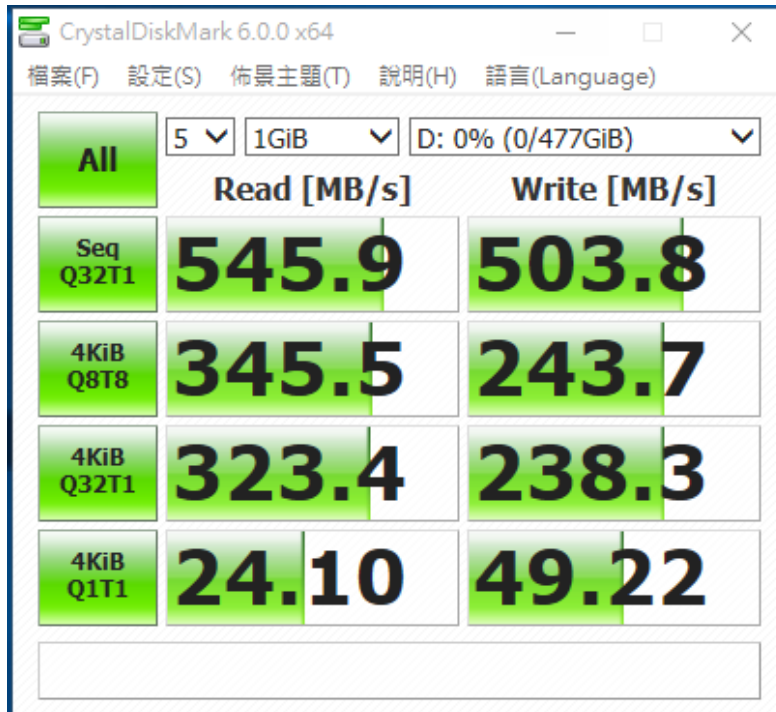 CrystalDiskMark 6.0.0 x64
檔案(F) 設定(S) 佈景主題(T) 說明(H) 語言(Language)
All 5 1GiB D: 0% (0/477GiB)
Read [MB/s] Write [MB/s]
Seq
Q32T1 545.9 503.8
4KiB
Q8T8 345.5 243.7
4KiB
Q32T1 323.4 238.3
4KiB
Q1T1 24.10 49.22